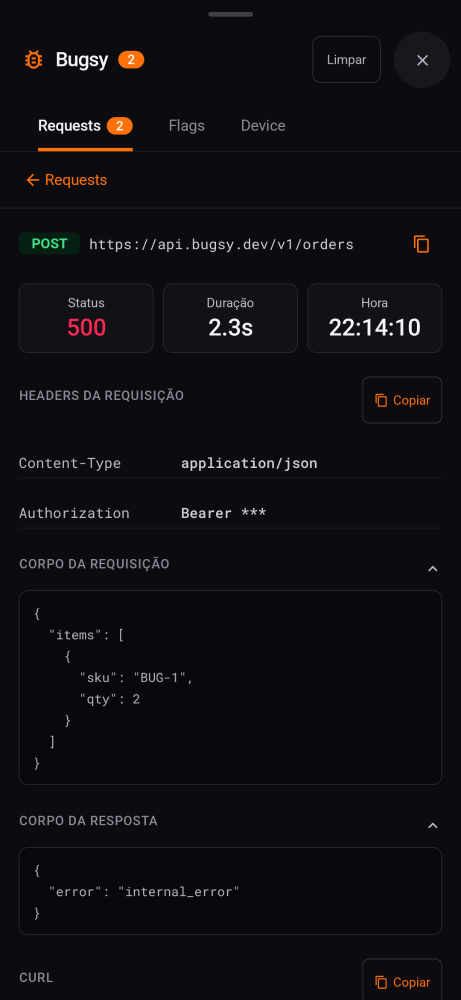 Bugsy 2 Limpar
Requests 2 Flags Device
Requests
POST https://api.bugsy.dev/v1/orders
Status Duração Hora
500 2.3s 22:14:10
HEADERS DA REQUISIÇÃO Copiar
Content-Type application/json
Authorization Bearer ***
CORPO DA REQUISIÇÃO
{
  "items": [
    {
      "sku": "BUG-1",
      "qty": 2
    }
  ]
}
CORPO DA RESPOSTA
{
  "error": "internal_error"
}
CURL Copiar